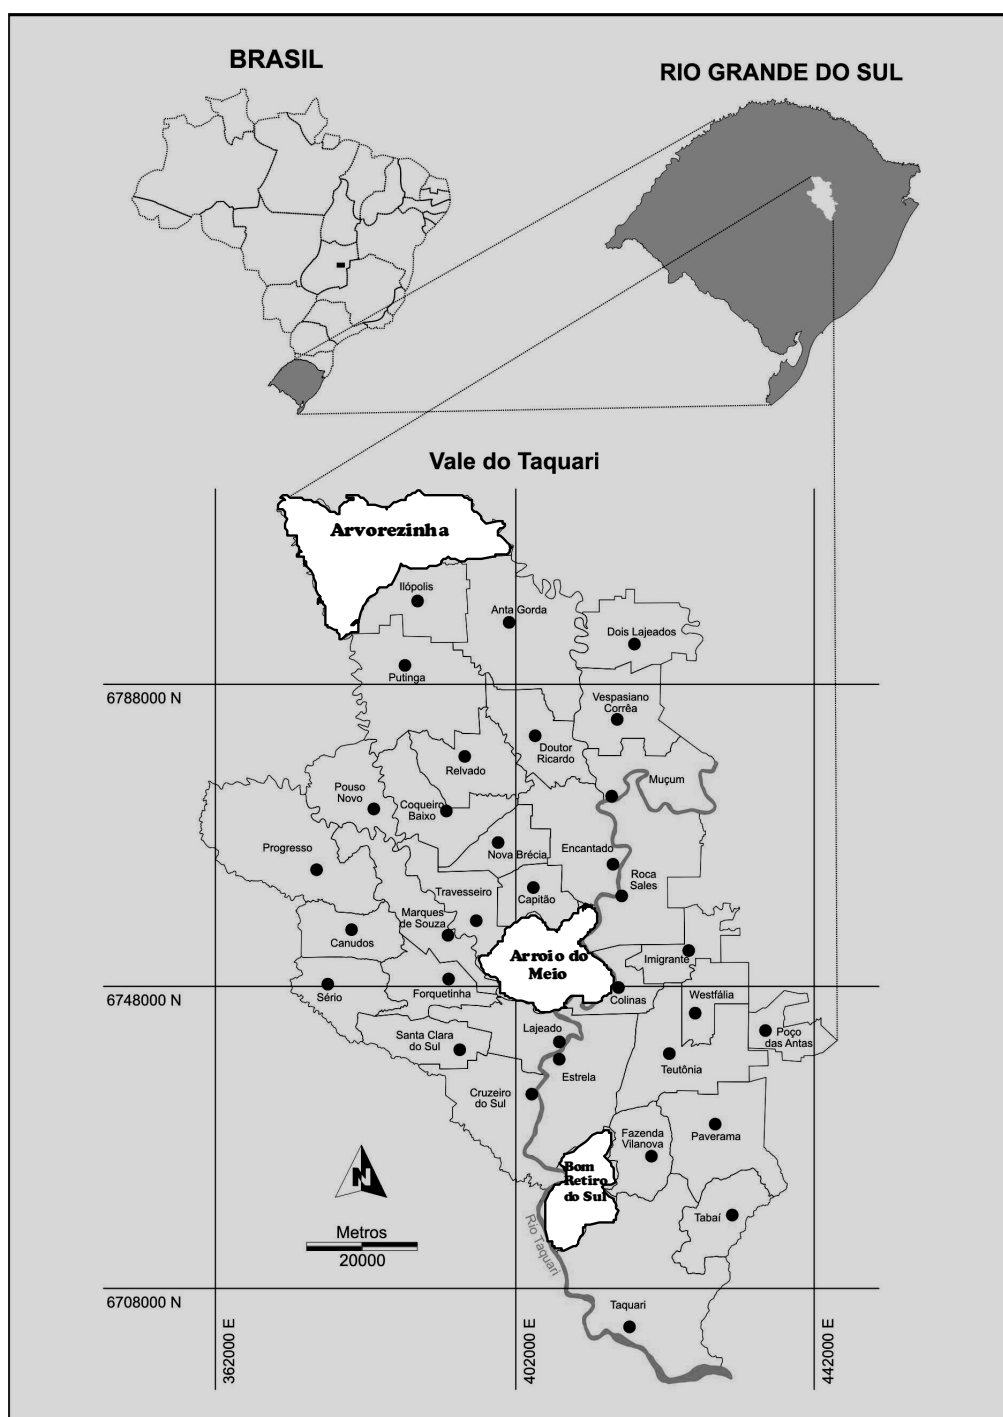 BRASIL
RIO GRANDE DO SUL
Vale do Taquari
Arvorezinha
Ilópolis
Anta Gorda
Dois Lajeados
Putinga
6788000 N
Vespasiano
Corrêa
Doutor
Ricardo
Relvado
Muçum
Pouso
Novo
Coqueiro
Baixo
Encantado
Nova Brécia
Progresso
Roca
Sales
Travesseiro
Capitão
Marques
de Souza
Canudos
Arroio do
Meio
Imigrante
6748000 N
Sério
Forquetinha
Colinas
Westfália
Lajeado
Santa Clara
do Sul
Poço
das Antas
Estrela
Teutônia
Cruzeiro
do Sul
Fazenda
Vilanova
Paverama
Bom
Retiro
do Sul
N
Tabaí
Metros
20000
Rio Taquari
6708000 N
Taquari
362000 E
402000 E
442000 E